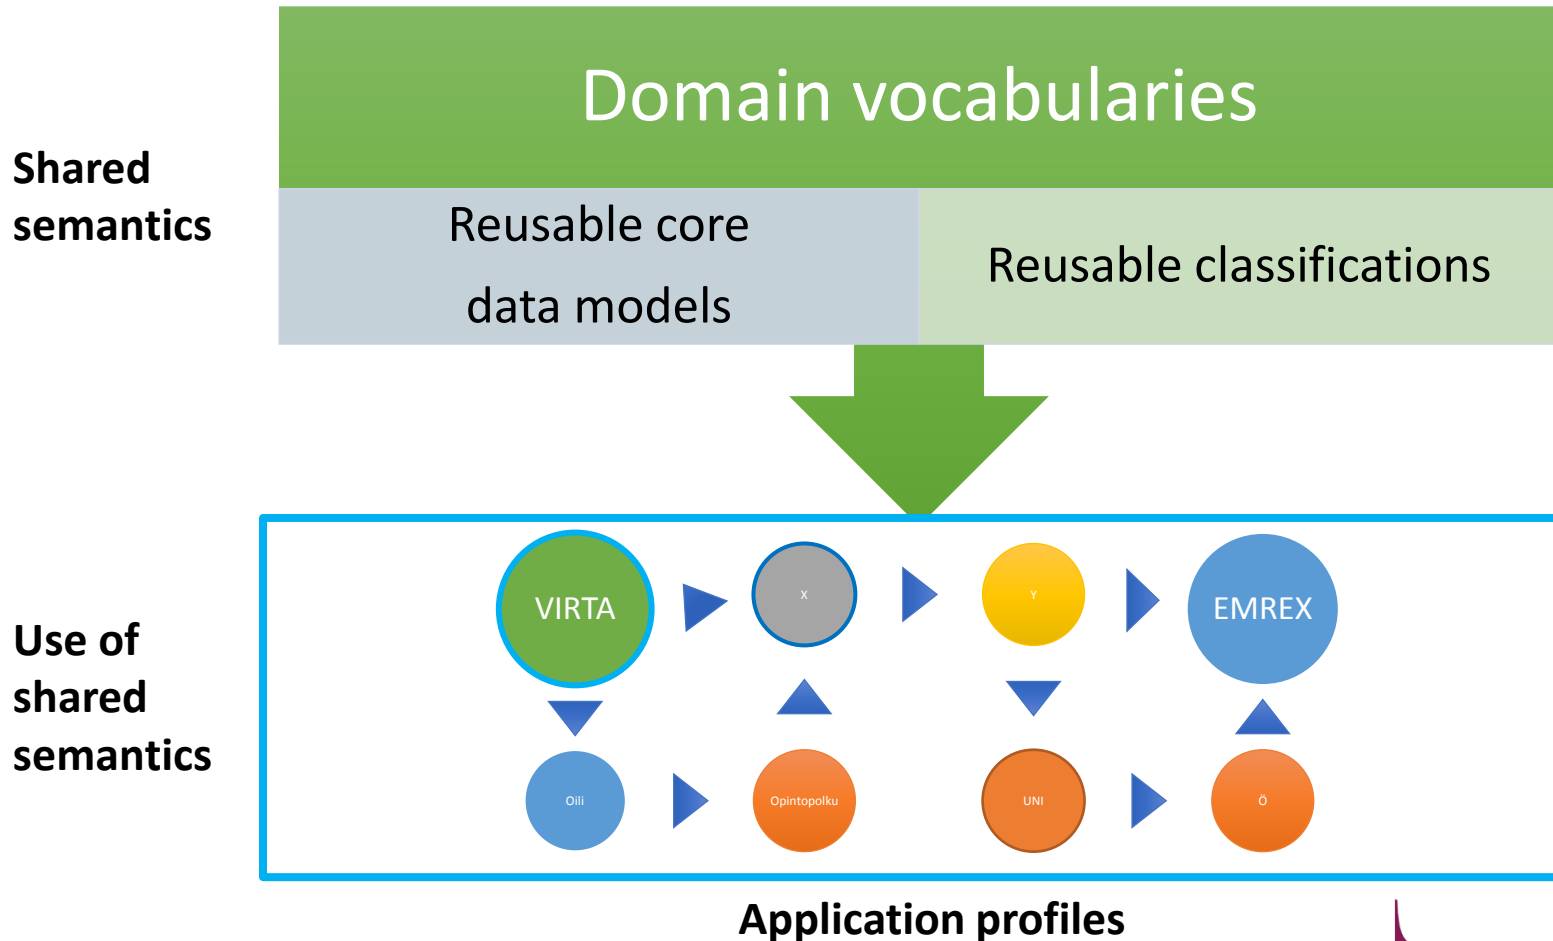 Domain vocabularies
Shared
semantics
Reusable core
data models
Reusable classifications
Use of
shared
semantics
VIRTA
X
Y
EMREX
Oili
Opintopolku
UNI
Ö
Application profiles